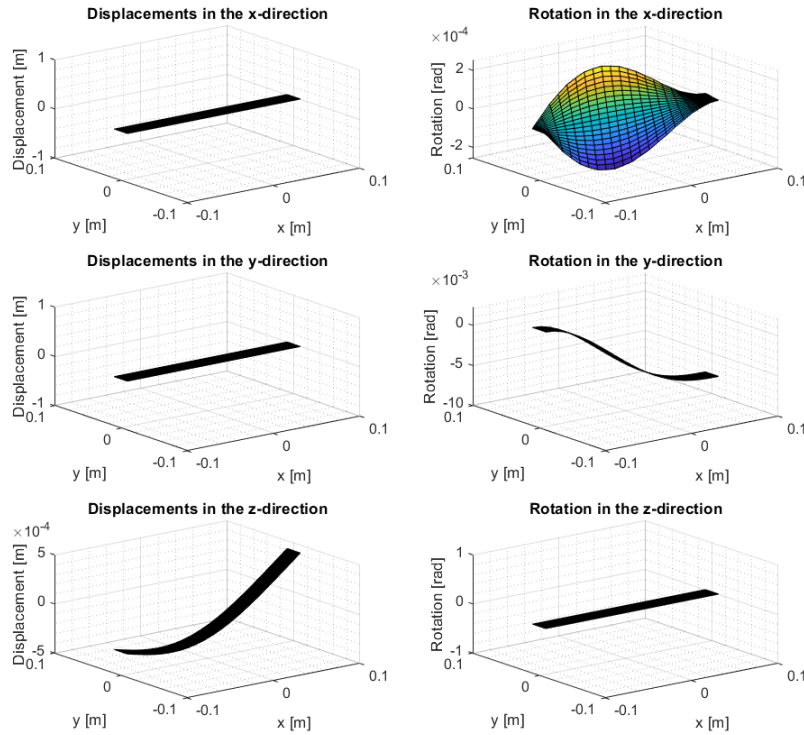 Displacements in the x-direction
Displacement [m]
1
0
-1
0.1
0
-0.1
y [m]
-0.1
0
0.1
x [m]
Rotation in the x-direction
×10⁻⁴
Rotation [rad]
2
0
-2
0.1
0
-0.1
y [m]
-0.1
0
0.1
x [m]
Displacements in the y-direction
Displacement [m]
1
0
-1
0.1
0
-0.1
y [m]
-0.1
0
0.1
x [m]
Rotation in the y-direction
×10⁻³
Rotation [rad]
0
-5
-10
0.1
0
-0.1
y [m]
-0.1
0
0.1
x [m]
Displacements in the z-direction
×10⁻⁴
Displacement [m]
5
0
-5
0.1
0
-0.1
y [m]
-0.1
0
0.1
x [m]
Rotation in the z-direction
Rotation [rad]
1
0
-1
0.1
0
-0.1
y [m]
-0.1
0
0.1
x [m]